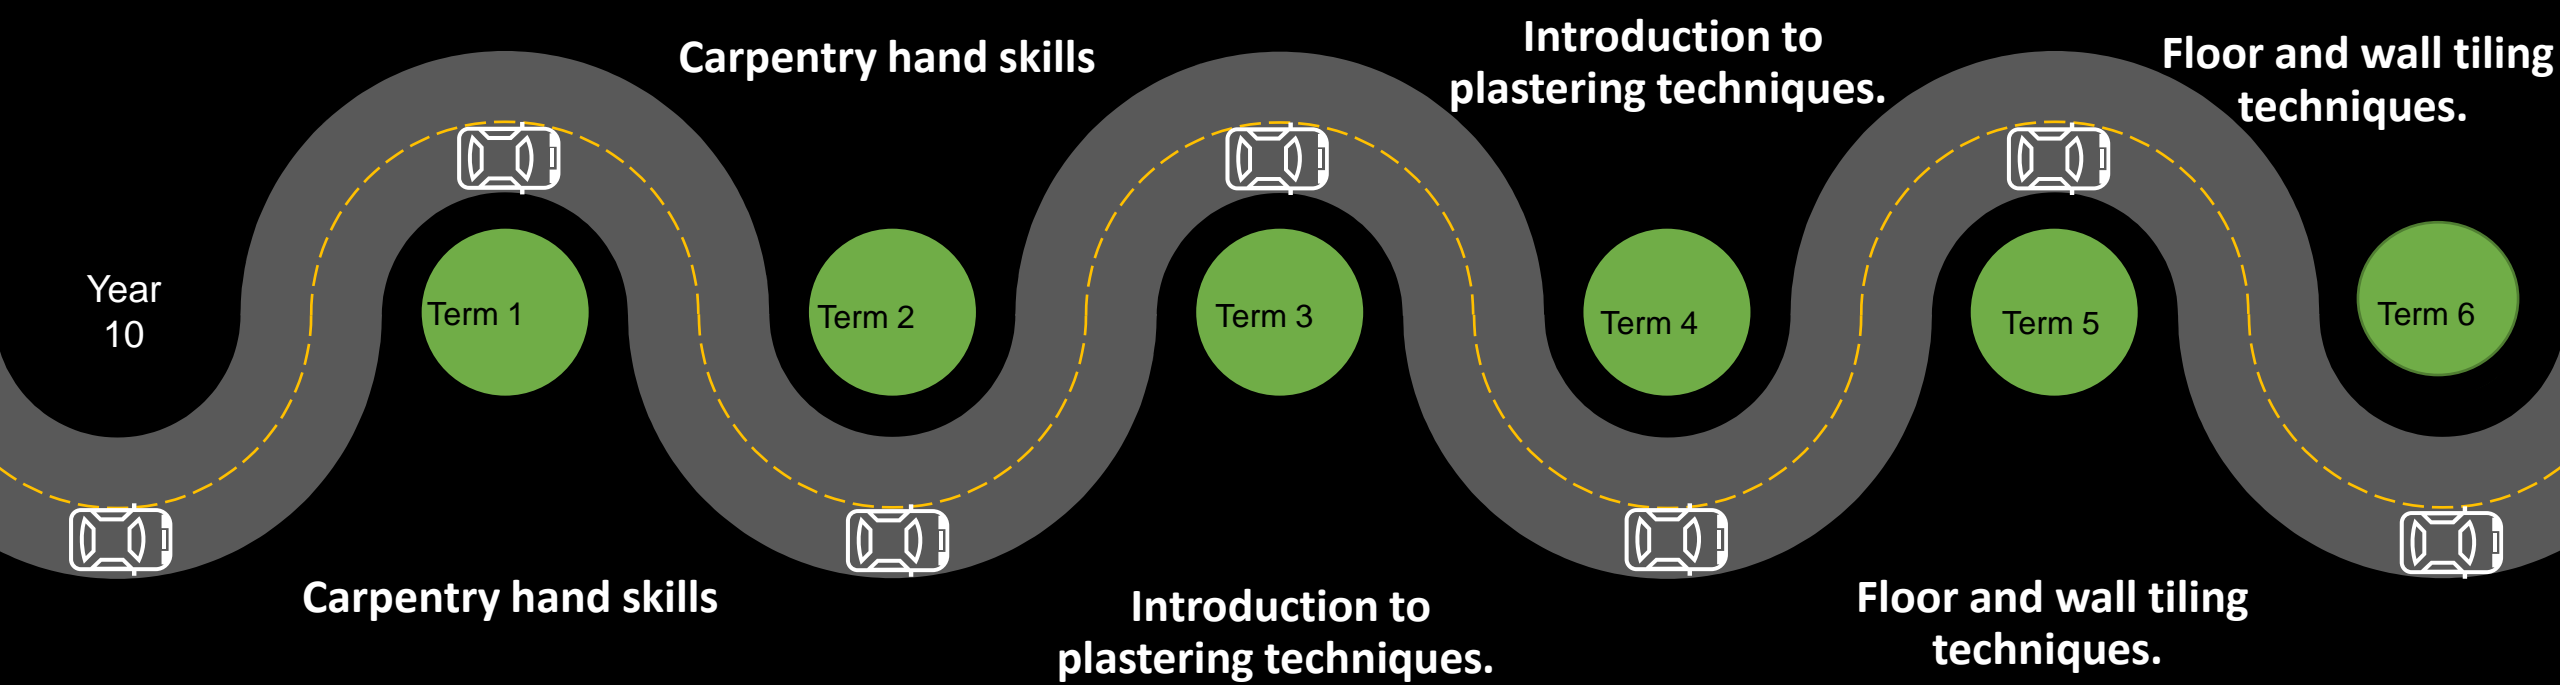 Year
10
Term 1
Carpentry hand skills
Term 2
Carpentry hand skills
Term 3
Introduction to
plastering techniques.
Term 4
Introduction to
plastering techniques.
Term 5
Floor and wall tiling
techniques.
Term 6
Floor and wall tiling
techniques.